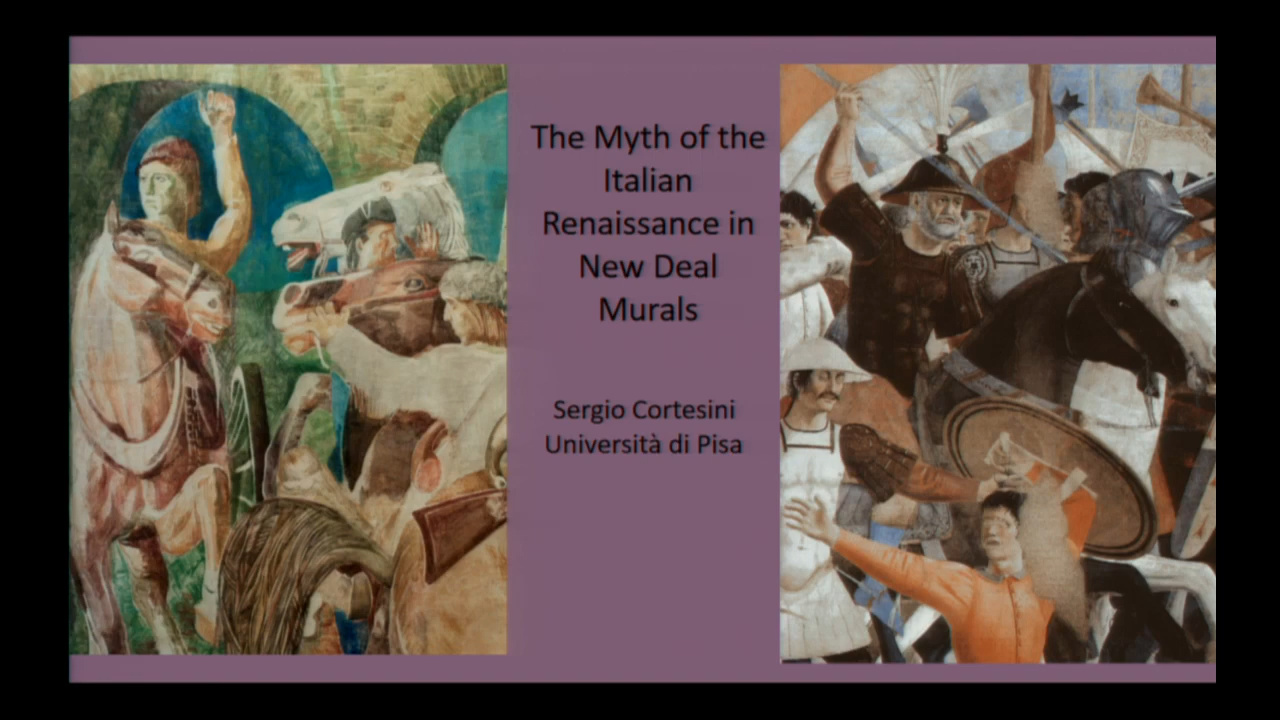 The Myth of the
Italian
Renaissance in
New Deal
Murals
Sergio Cortesini
Università di Pisa